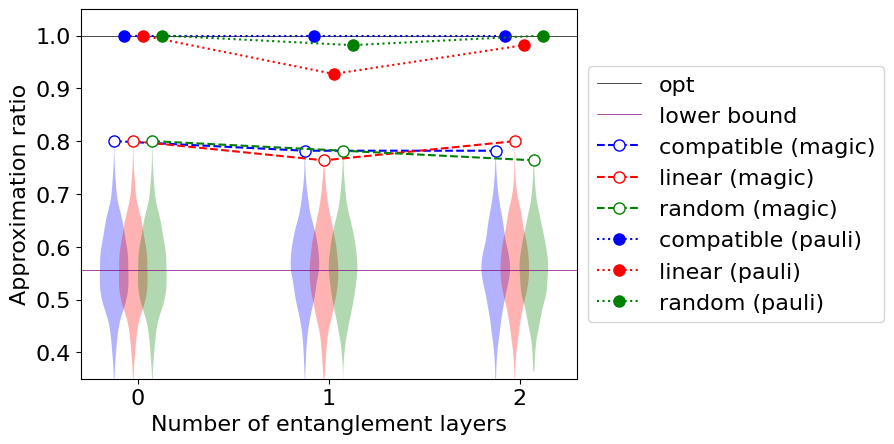 1.0
0.9
0.8
0.7
0.6
0.5
0.4
Approximation ratio
0 1 2
Number of entanglement layers
opt
lower bound
compatible (magic)
linear (magic)
random (magic)
compatible (pauli)
linear (pauli)
random (pauli)